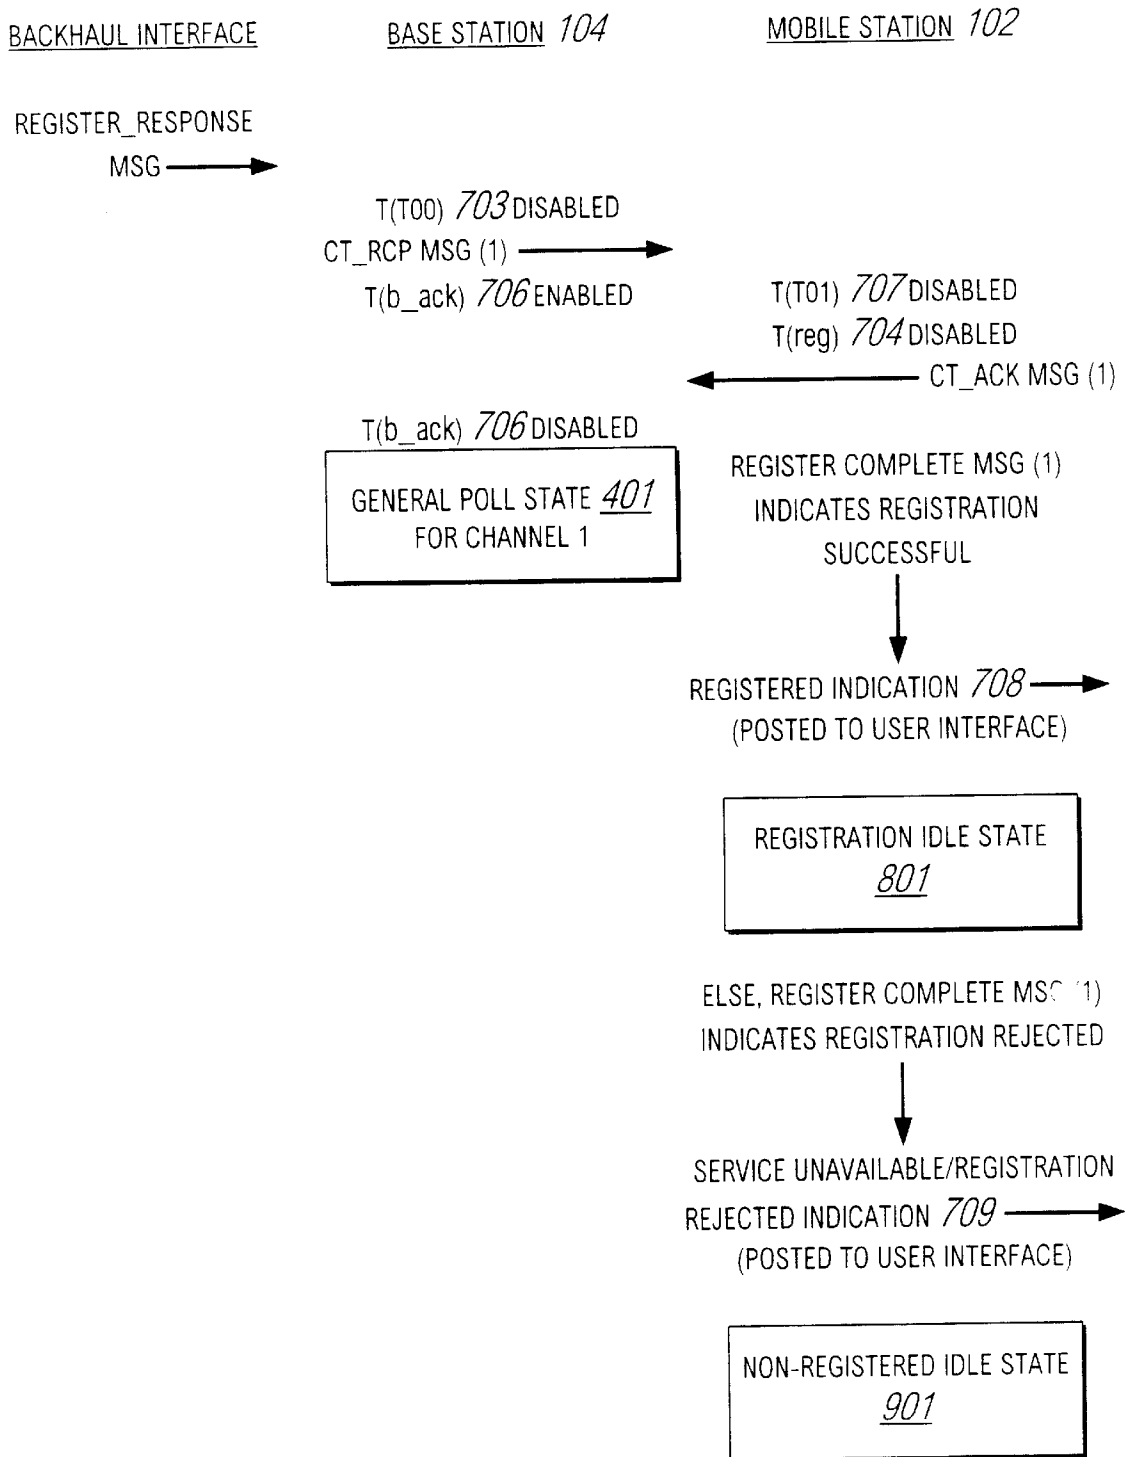 BACKHAUL INTERFACE
BASE STATION 104
MOBILE STATION 102
REGISTER_RESPONSE
MSG
T(T00) 703 DISABLED
CT_RCP MSG (1)
T(b_ack) 706 ENABLED
T(T01) 707 DISABLED
T(reg) 704 DISABLED
CT_ACK MSG (1)
T(b_ack) 706 DISABLED
GENERAL POLL STATE 401
FOR CHANNEL 1
REGISTER COMPLETE MSG (1)
INDICATES REGISTRATION
SUCCESSFUL
REGISTERED INDICATION 708
(POSTED TO USER INTERFACE)
REGISTRATION IDLE STATE
801
ELSE, REGISTER COMPLETE MSG (1)
INDICATES REGISTRATION REJECTED
SERVICE UNAVAILABLE/REGISTRATION
REJECTED INDICATION 709
(POSTED TO USER INTERFACE)
NON-REGISTERED IDLE STATE
901